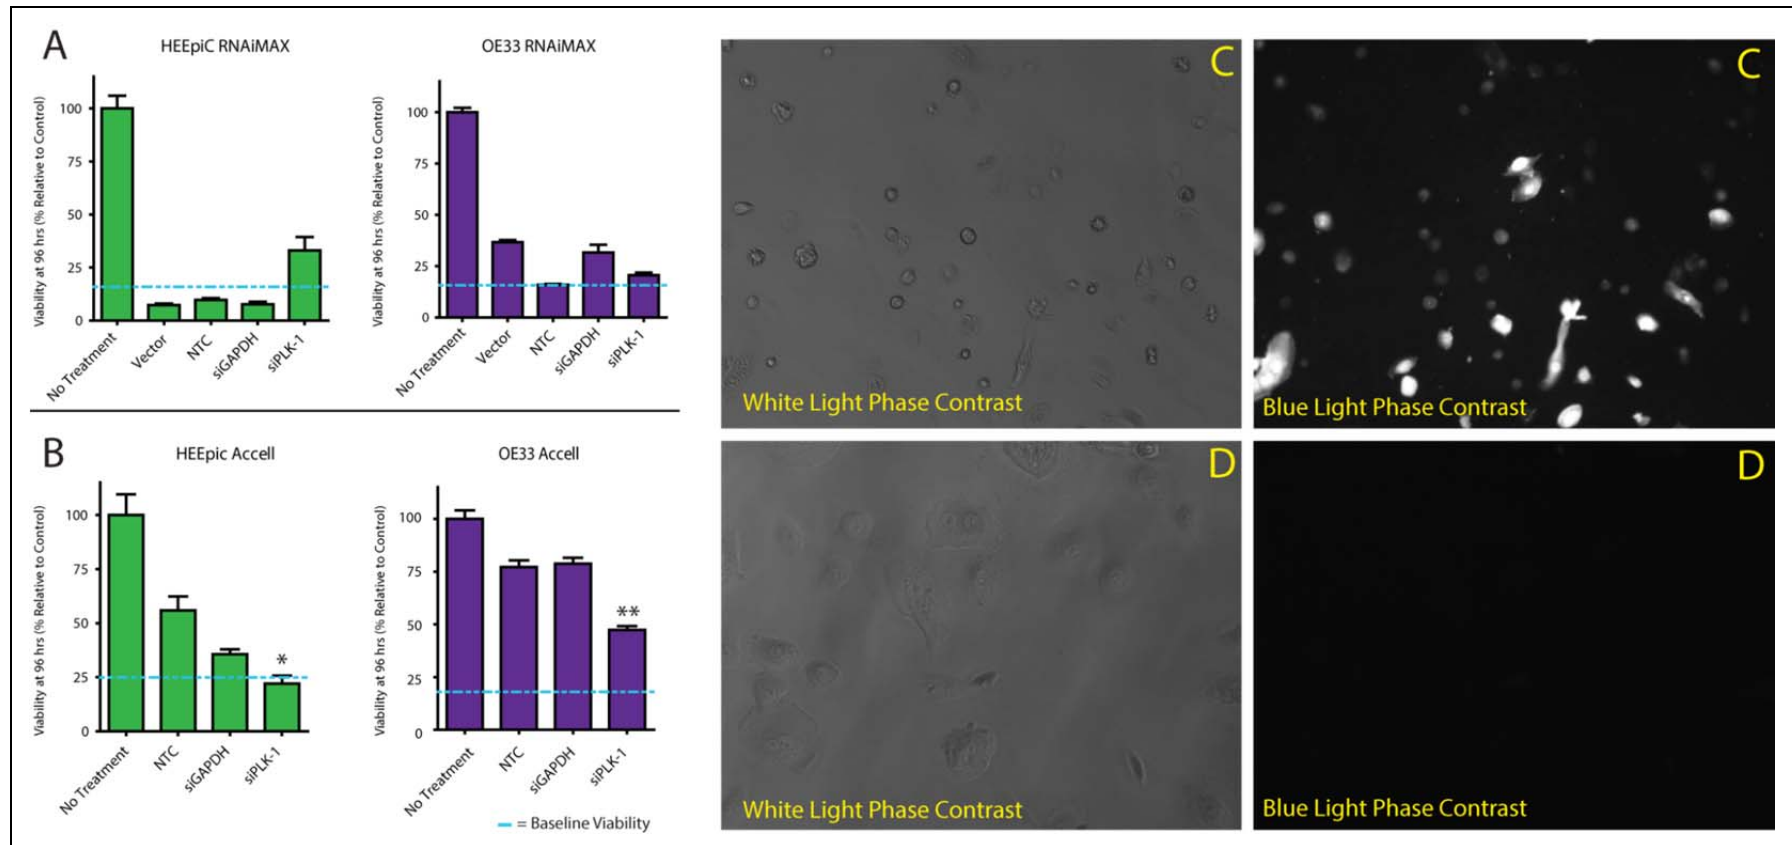 A
HEEpiC RNAiMAX
OE33 RNAiMAX
Viability at 96 hrs (% Relative to Control)
100
75
50
25
0
No Treatment
Vector
NTC
siGAPDH
siPLK-1
Viability at 96 hrs (% Relative to Control)
100
75
50
25
0
No Treatment
Vector
NTC
siGAPDH
siPLK-1
B
HEEpic Accell
OE33 Accell
Viability at 96 hrs (% Relative to Control)
100
75
50
25
0
*
No Treatment
NTC
siGAPDH
siPLK-1
Viability at 96 hrs (% Relative to Control)
100
75
50
25
0
**
No Treatment
NTC
siGAPDH
siPLK-1
= Baseline Viability
C
White Light Phase Contrast
C
Blue Light Phase Contrast
D
White Light Phase Contrast
D
Blue Light Phase Contrast